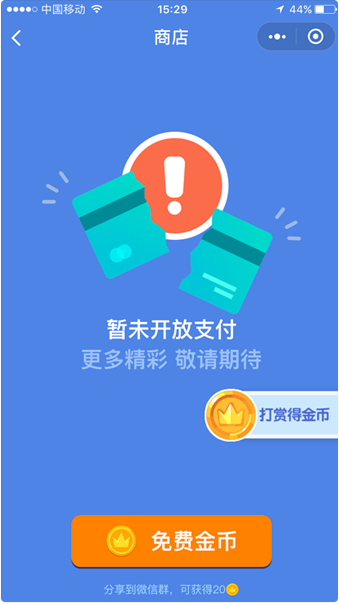 中国移动 15:29 44%
商店
暂未开放支付
更多精彩 敬请期待
打赏得金币
免费金币
分享到微信群，可获得20